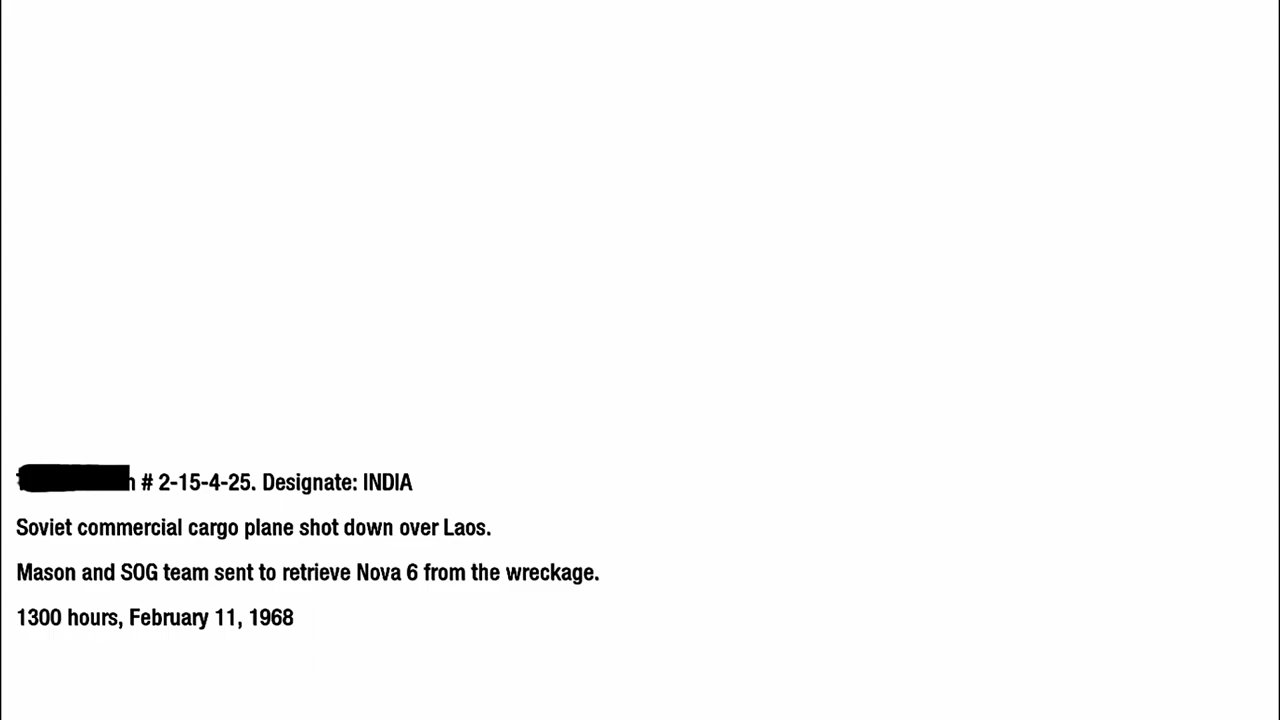 # 2-15-4-25. Designate: INDIA
Soviet commercial cargo plane shot down over Laos.
Mason and SOG team sent to retrieve Nova 6 from the wreckage.
1300 hours, February 11, 1968